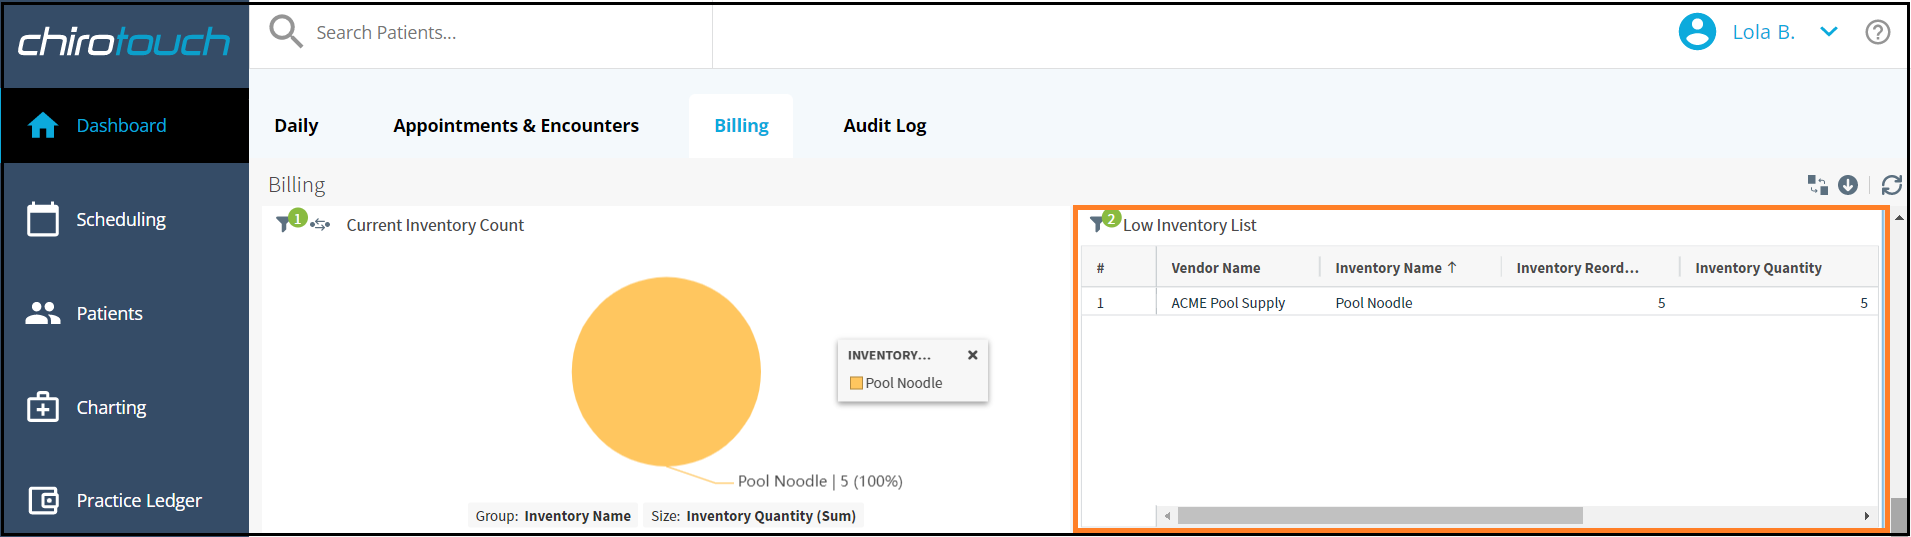 chirotouch
Search Patients...
Lola B.
Dashboard
Scheduling
Patients
Charting
Practice Ledger
Daily
Appointments & Encounters
Billing
Audit Log
Billing
1
Current Inventory Count
INVENTORY...
Pool Noodle
Pool Noodle | 5 (100%)
Group: Inventory Name
Size: Inventory Quantity (Sum)
2
Low Inventory List
# Vendor Name Inventory Name ↑ Inventory Reord... Inventory Quantity
1 ACME Pool Supply Pool Noodle 5 5